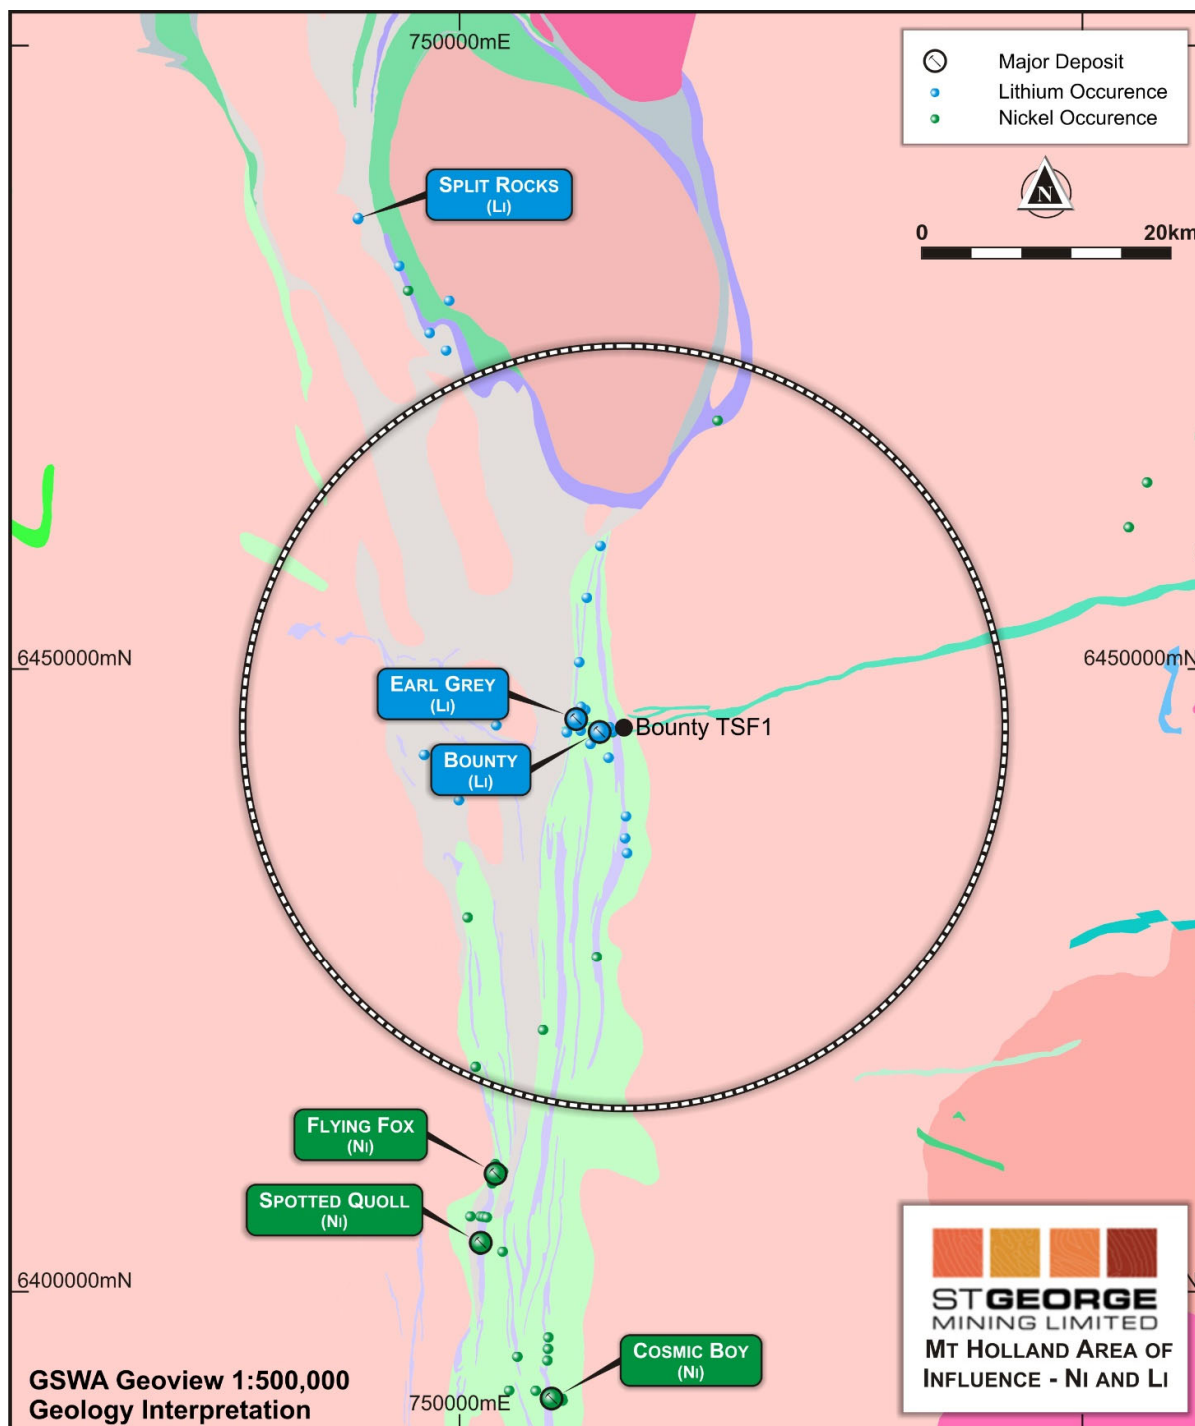 750000mE
Major Deposit
Lithium Occurence
Nickel Occurence
N
0 20km
SPLIT ROCKS
(LI)
6450000mN
6450000mN
EARL GREY
(LI)
Bounty TSF1
BOUNTY
(LI)
FLYING FOX
(NI)
SPOTTED QUOLL
(NI)
6400000mN
N
COSMIC BOY
(NI)
STGEORGE
MINING LIMITED
MT HOLLAND AREA OF
INFLUENCE - NI AND LI
GSWA Geoview 1:500,000
Geology Interpretation
750000mE